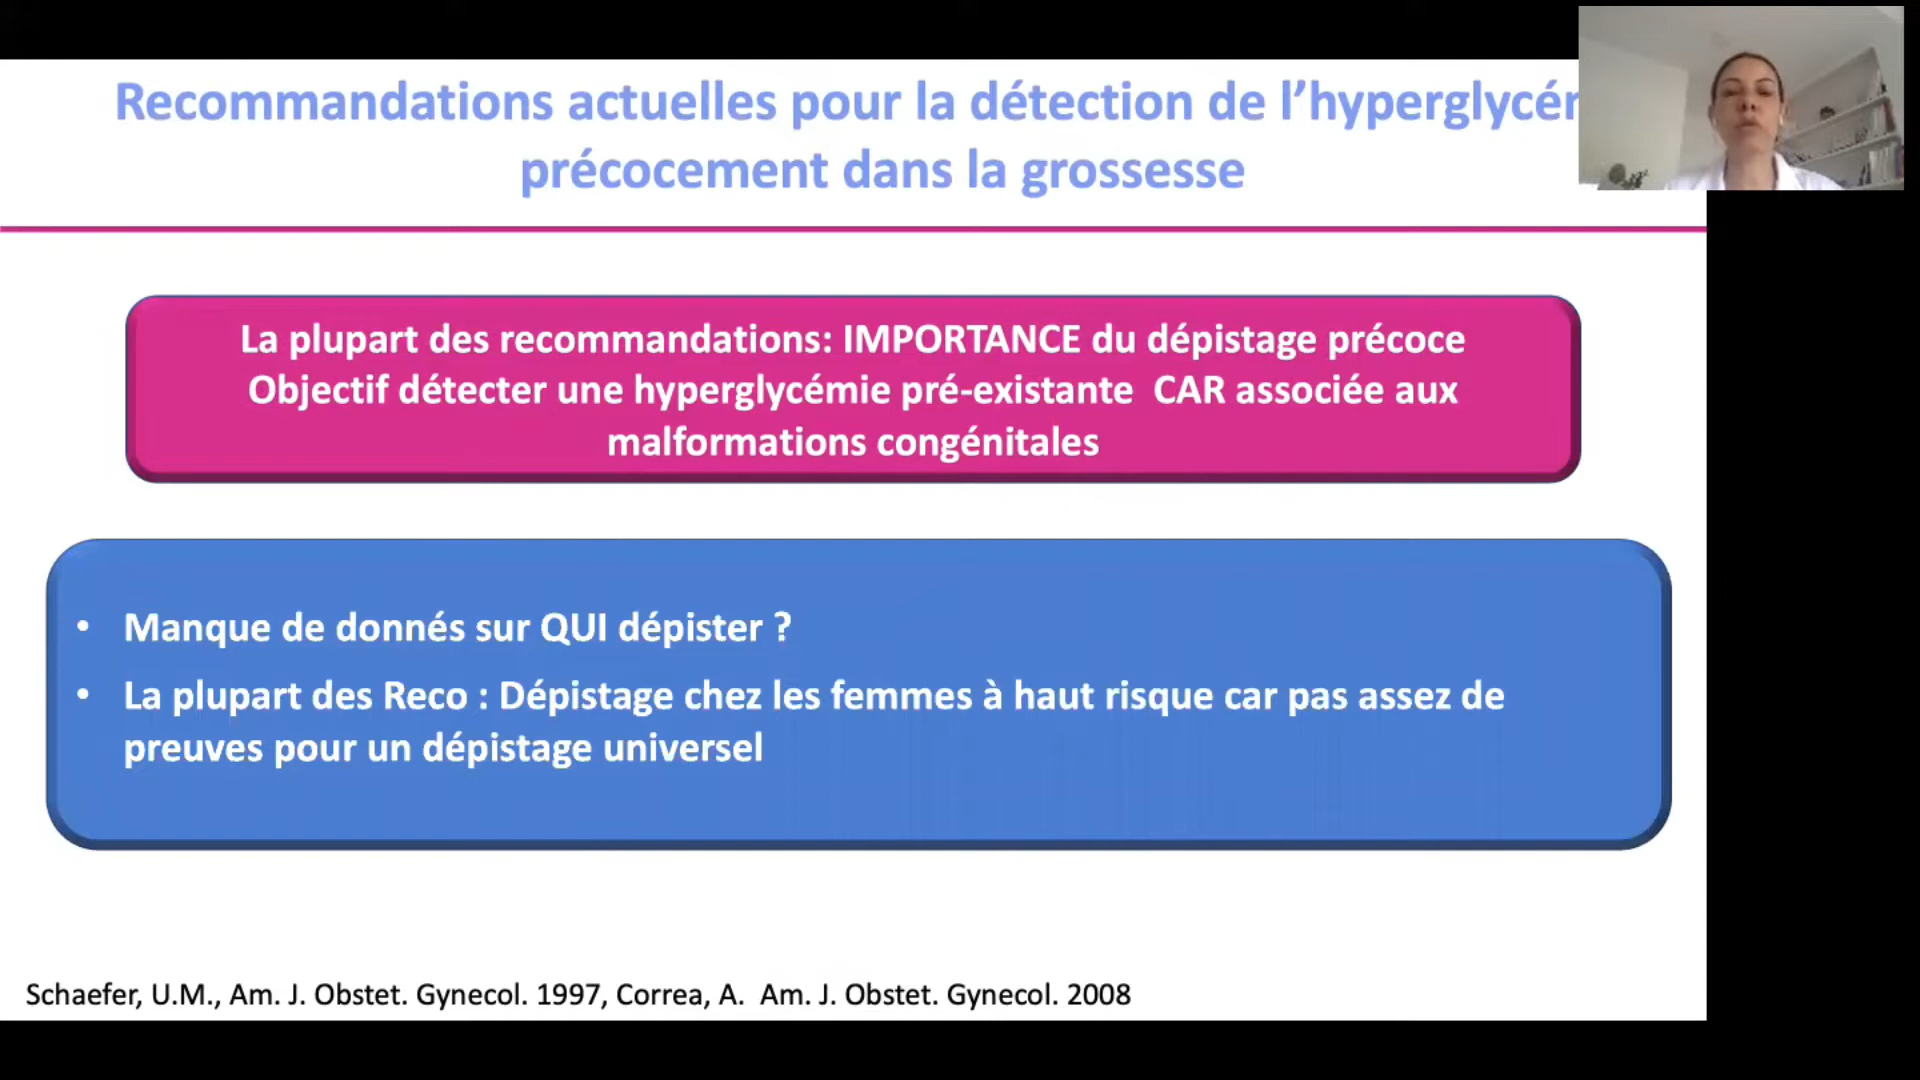 Recommandations actuelles pour la détection de l’hyperglycér
précocement dans la grossesse
La plupart des recommandations: IMPORTANCE du dépistage précoce
Objectif détecter une hyperglycémie pré-existante CAR associée aux
malformations congénitales
• Manque de donnés sur QUI dépister ?
• La plupart des Reco : Dépistage chez les femmes à haut risque car pas assez de
preuves pour un dépistage universel
Schaefer, U.M., Am. J. Obstet. Gynecol. 1997, Correa, A. Am. J. Obstet. Gynecol. 2008